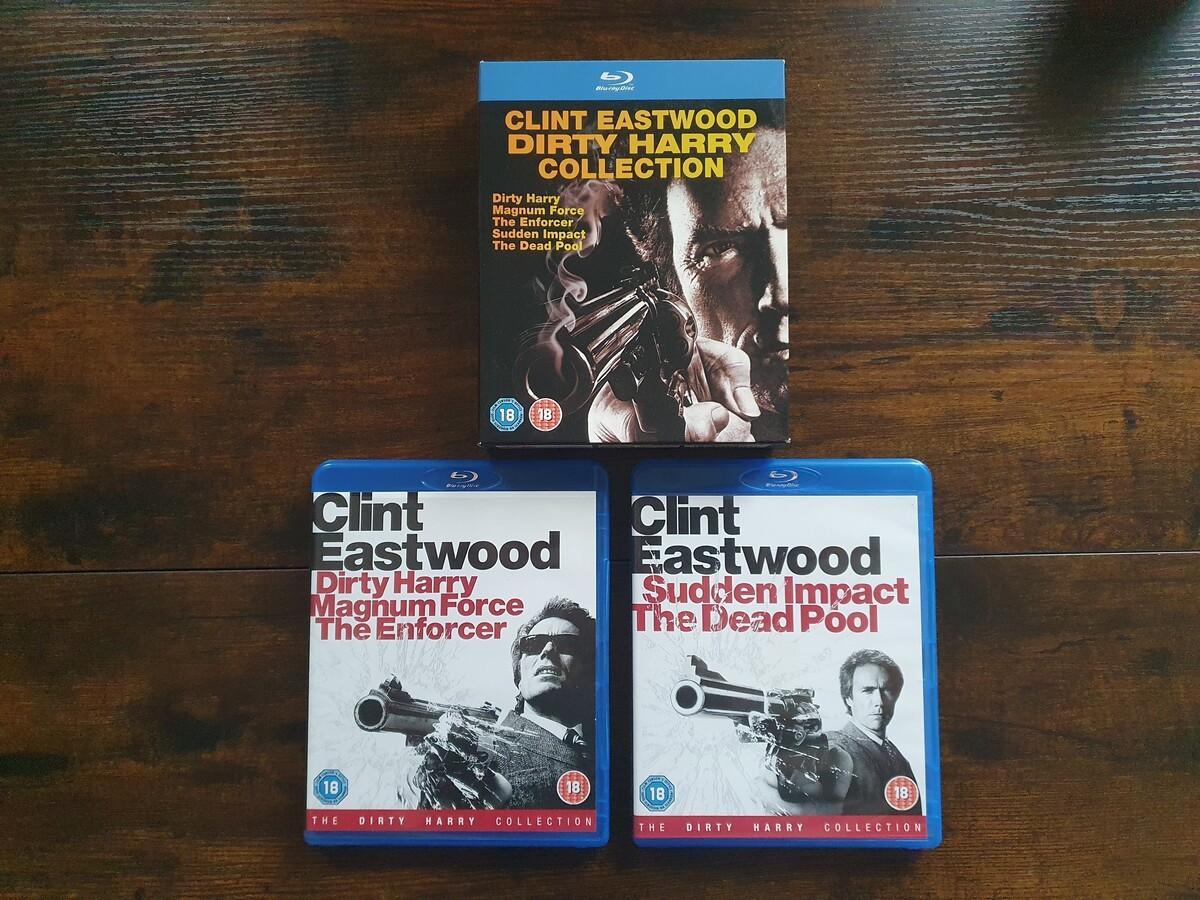 Blu-ray Disc
CLINT EASTWOOD
DIRTY HARRY
COLLECTION
Dirty Harry
Magnum Force
The Enforcer
Sudden Impact
The Dead Pool
18
18
Blu-ray Disc
Clint
Eastwood
Dirty Harry
Magnum Force
The Enforcer
18
18
THE DIRTY HARRY COLLECTION
Blu-ray Disc
Clint
Eastwood
Sudden Impact
The Dead Pool
18
18
THE DIRTY HARRY COLLECTION